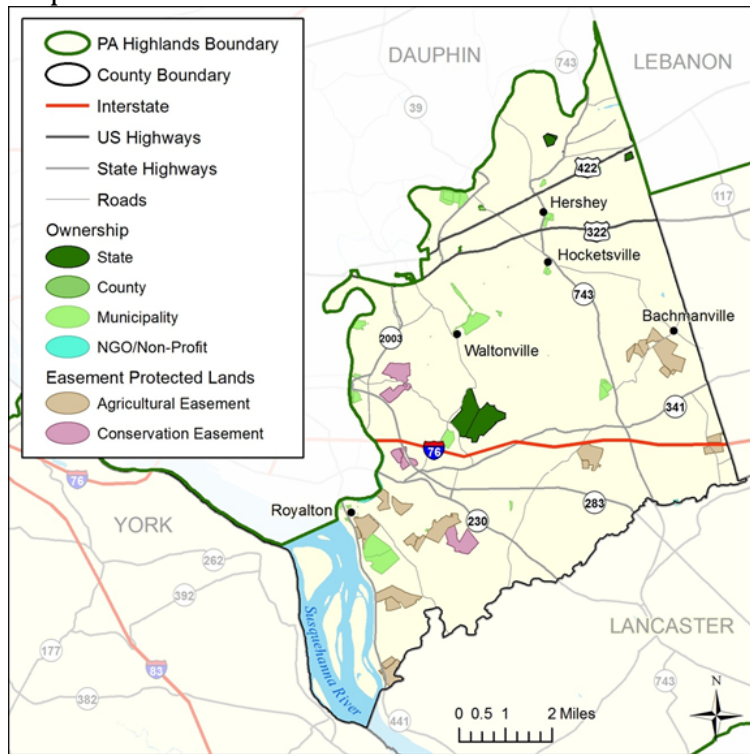 PA Highlands Boundary
County Boundary
Interstate
US Highways
State Highways
Roads
Ownership
State
County
Municipality
NGO/Non-Profit
Easement Protected Lands
Agricultural Easement
Conservation Easement
DAUPHIN
743
LEBANON
39
422
117
Hershey
322
Hocketsville
743
Bachmanville
2003
Waltonville
341
76
76
Royalton
283
YORK
230
262
392
Susquehanna River
LANCASTER
177
83
743
N
382
441
0 0.5 1 2 Miles